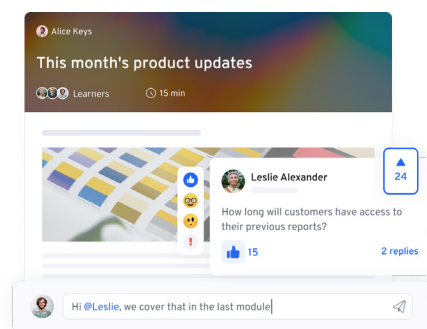 Alice Keys
This month's product updates
Learners
15 min
Leslie Alexander
24
How long will customers have access to
their previous reports?
15
2 replies
Hi @Leslie, we cover that in the last module